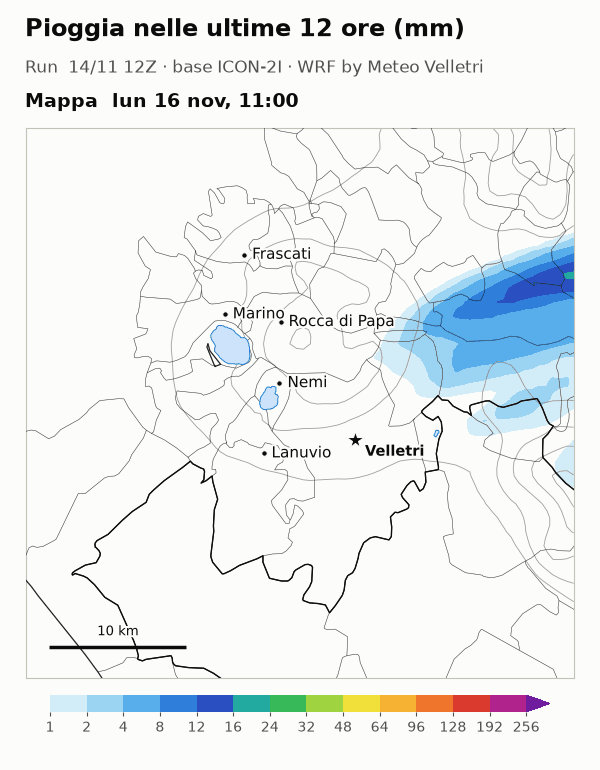 Pioggia nelle ultime 12 ore (mm)
Run  14/11 12Z · base ICON-2I · WRF by Meteo Velletri
Mappa  lun 16 nov, 11:00
Frascati
Marino
Rocca di Papa
Nemi
Velletri
Lanuvio
10 km
1 2 4 8 12 16 24 32 48 64 96 128 192 256